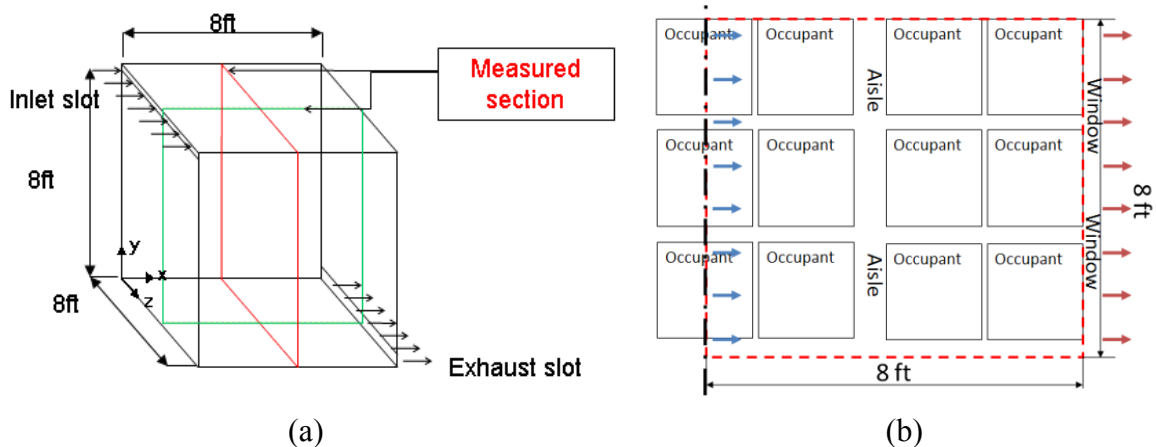 8ft
Inlet slot
Measured
section
8ft
y
x
z
8ft
Exhaust slot
(a)
Occupant
Occupant
Occupant
Occupant
Aisle
Window
Occupant
Occupant
Occupant
Occupant
8 ft
Window
Occupant
Occupant
Aisle
Occupant
Occupant
8 ft
(b)